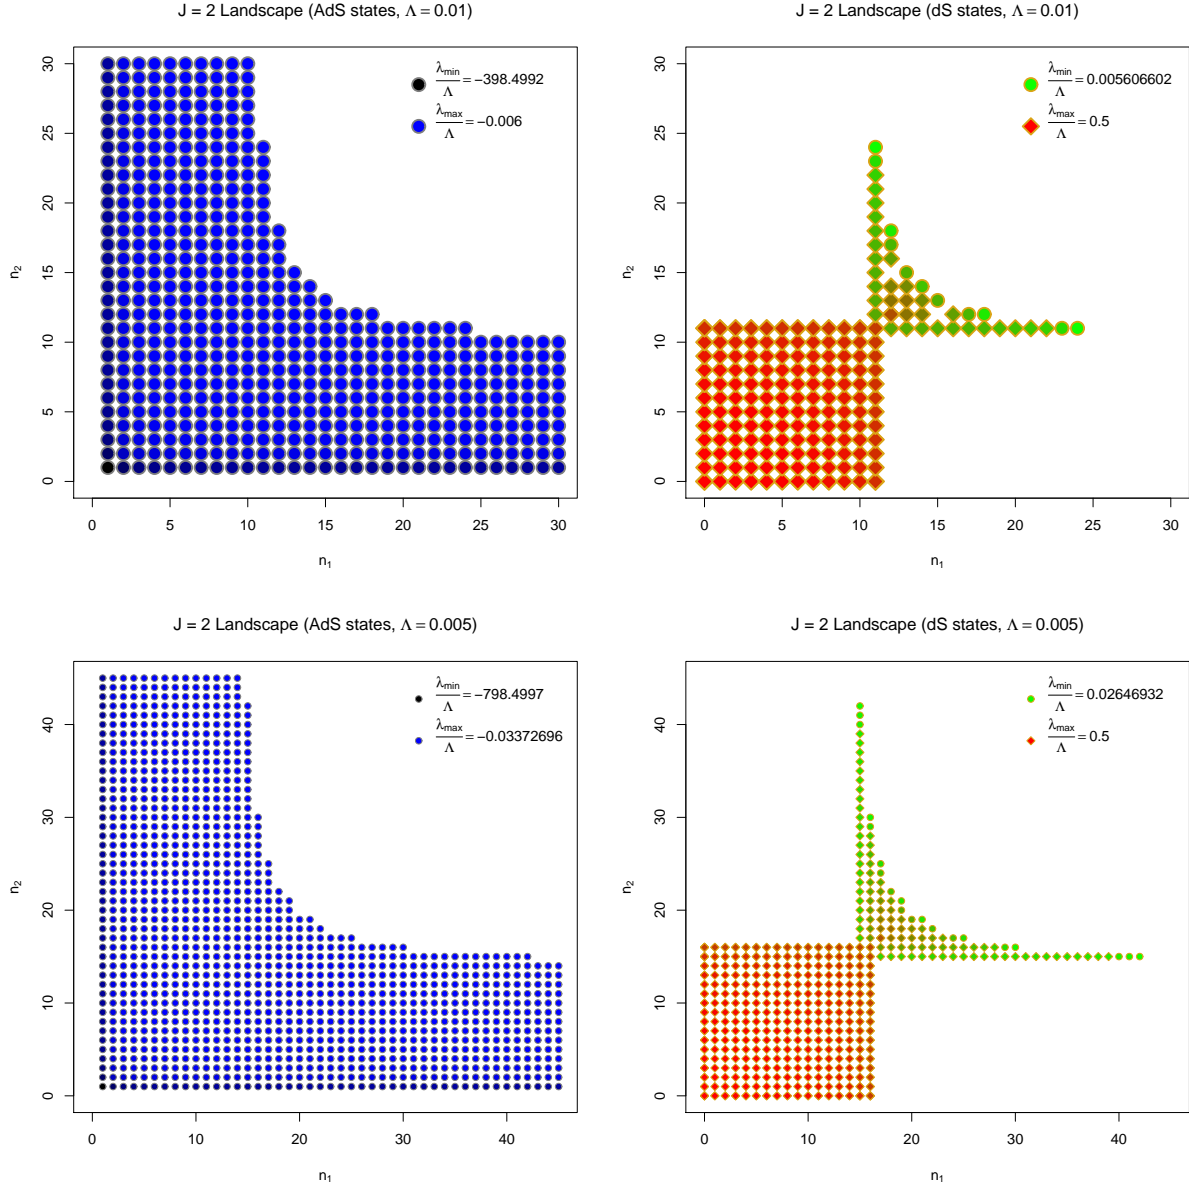 J = 2 Landscape (AdS states, Λ = 0.01)
n₂
30
25
20
15
10
5
0
λmin/Λ = −398.4992
λmax/Λ = −0.006
0 5 10 15 20 25 30
n₁
J = 2 Landscape (dS states, Λ = 0.01)
n₂
30
25
20
15
10
5
0
λmin/Λ = 0.005606602
λmax/Λ = 0.5
0 5 10 15 20 25 30
n₁
J = 2 Landscape (AdS states, Λ = 0.005)
n₂
40
30
20
10
0
λmin/Λ = −798.4997
λmax/Λ = −0.03372696
0 10 20 30 40
n₁
J = 2 Landscape (dS states, Λ = 0.005)
n₂
40
30
20
10
0
λmin/Λ = 0.02646932
λmax/Λ = 0.5
0 10 20 30 40
n₁